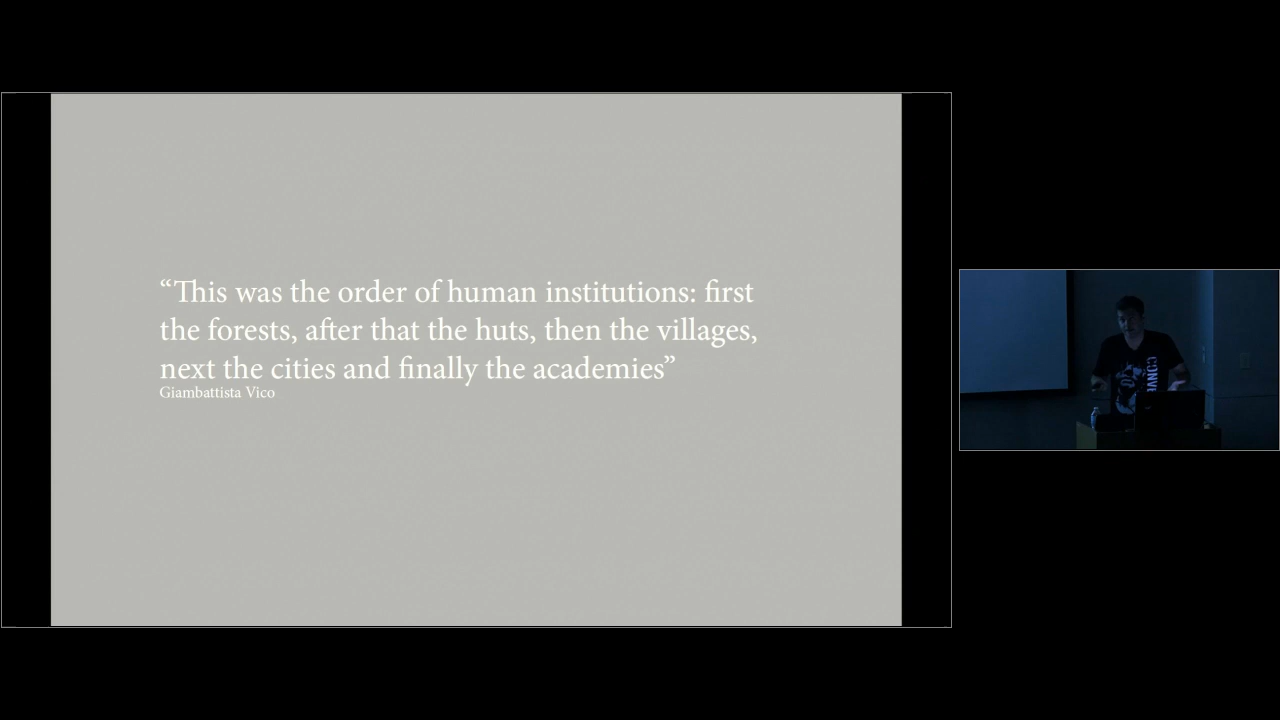 “This was the order of human institutions: first
the forests, after that the huts, then the villages,
next the cities and finally the academies”
Giambattista Vico